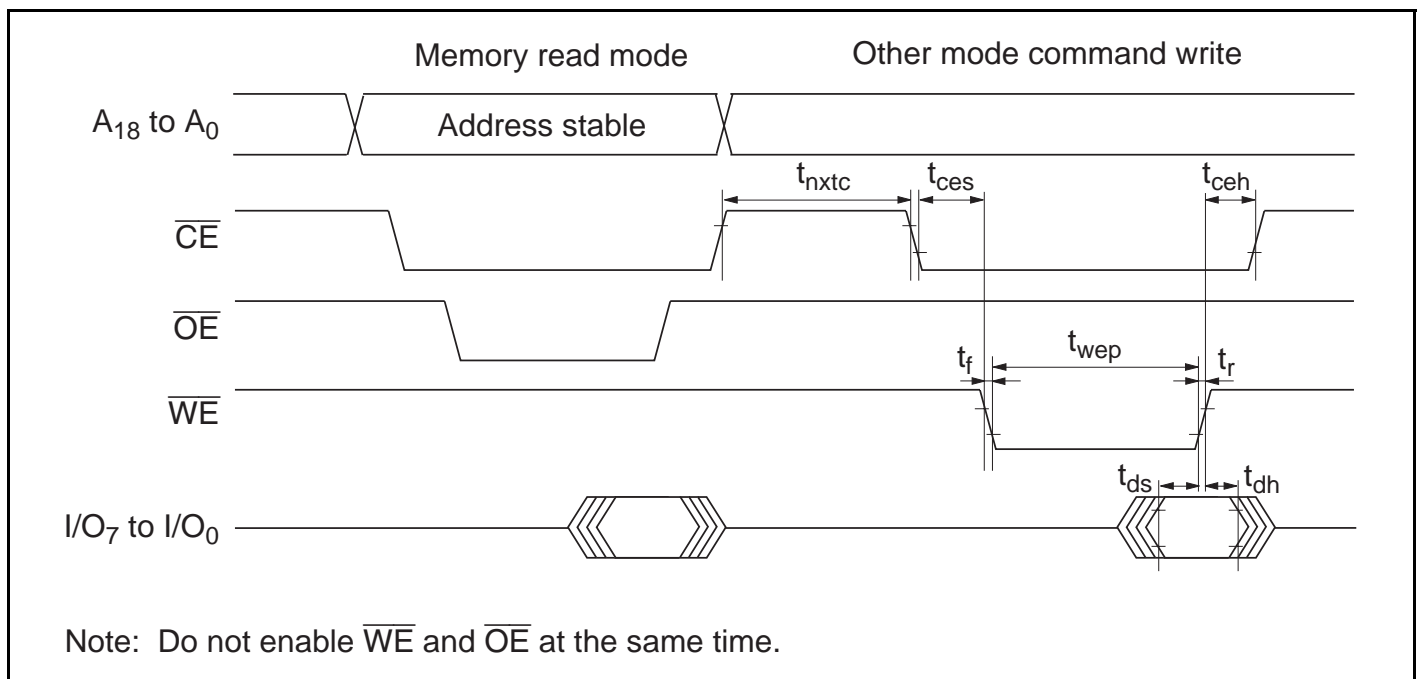 Memory read mode
Other mode command write
A18 to A0
Address stable
tnxtc
tces
tceh
CE
OE
tf
twep
tr
WE
tds
tdh
I/O7 to I/O0
Note: Do not enable WE and OE at the same time.